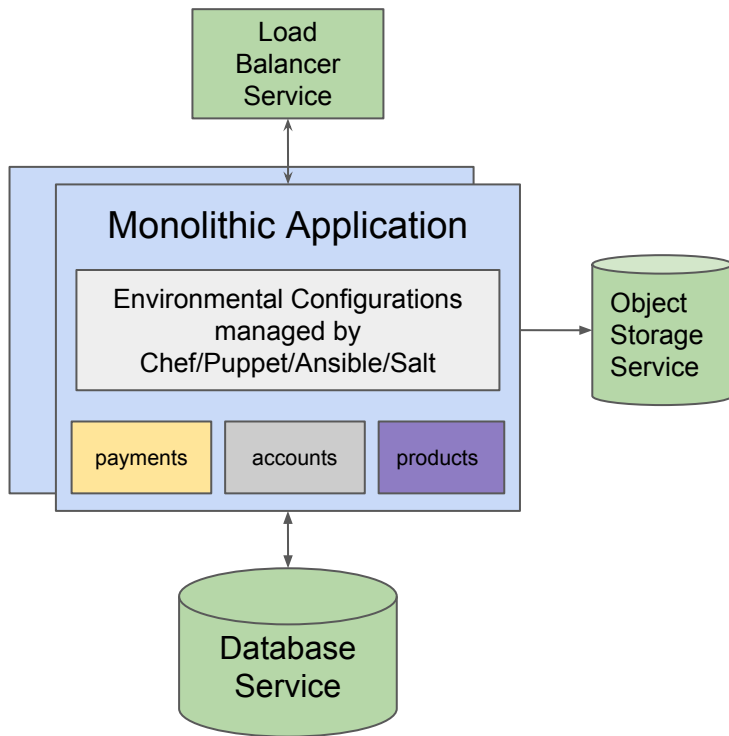 Load
Balancer
Service
Monolithic Application
Environmental Configurations
managed by
Chef/Puppet/Ansible/Salt
Object
Storage
Service
payments
accounts
products
Database
Service